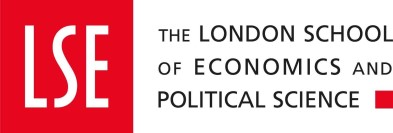 LSE
THE LONDON SCHOOL
OF ECONOMICS AND
POLITICAL SCIENCE